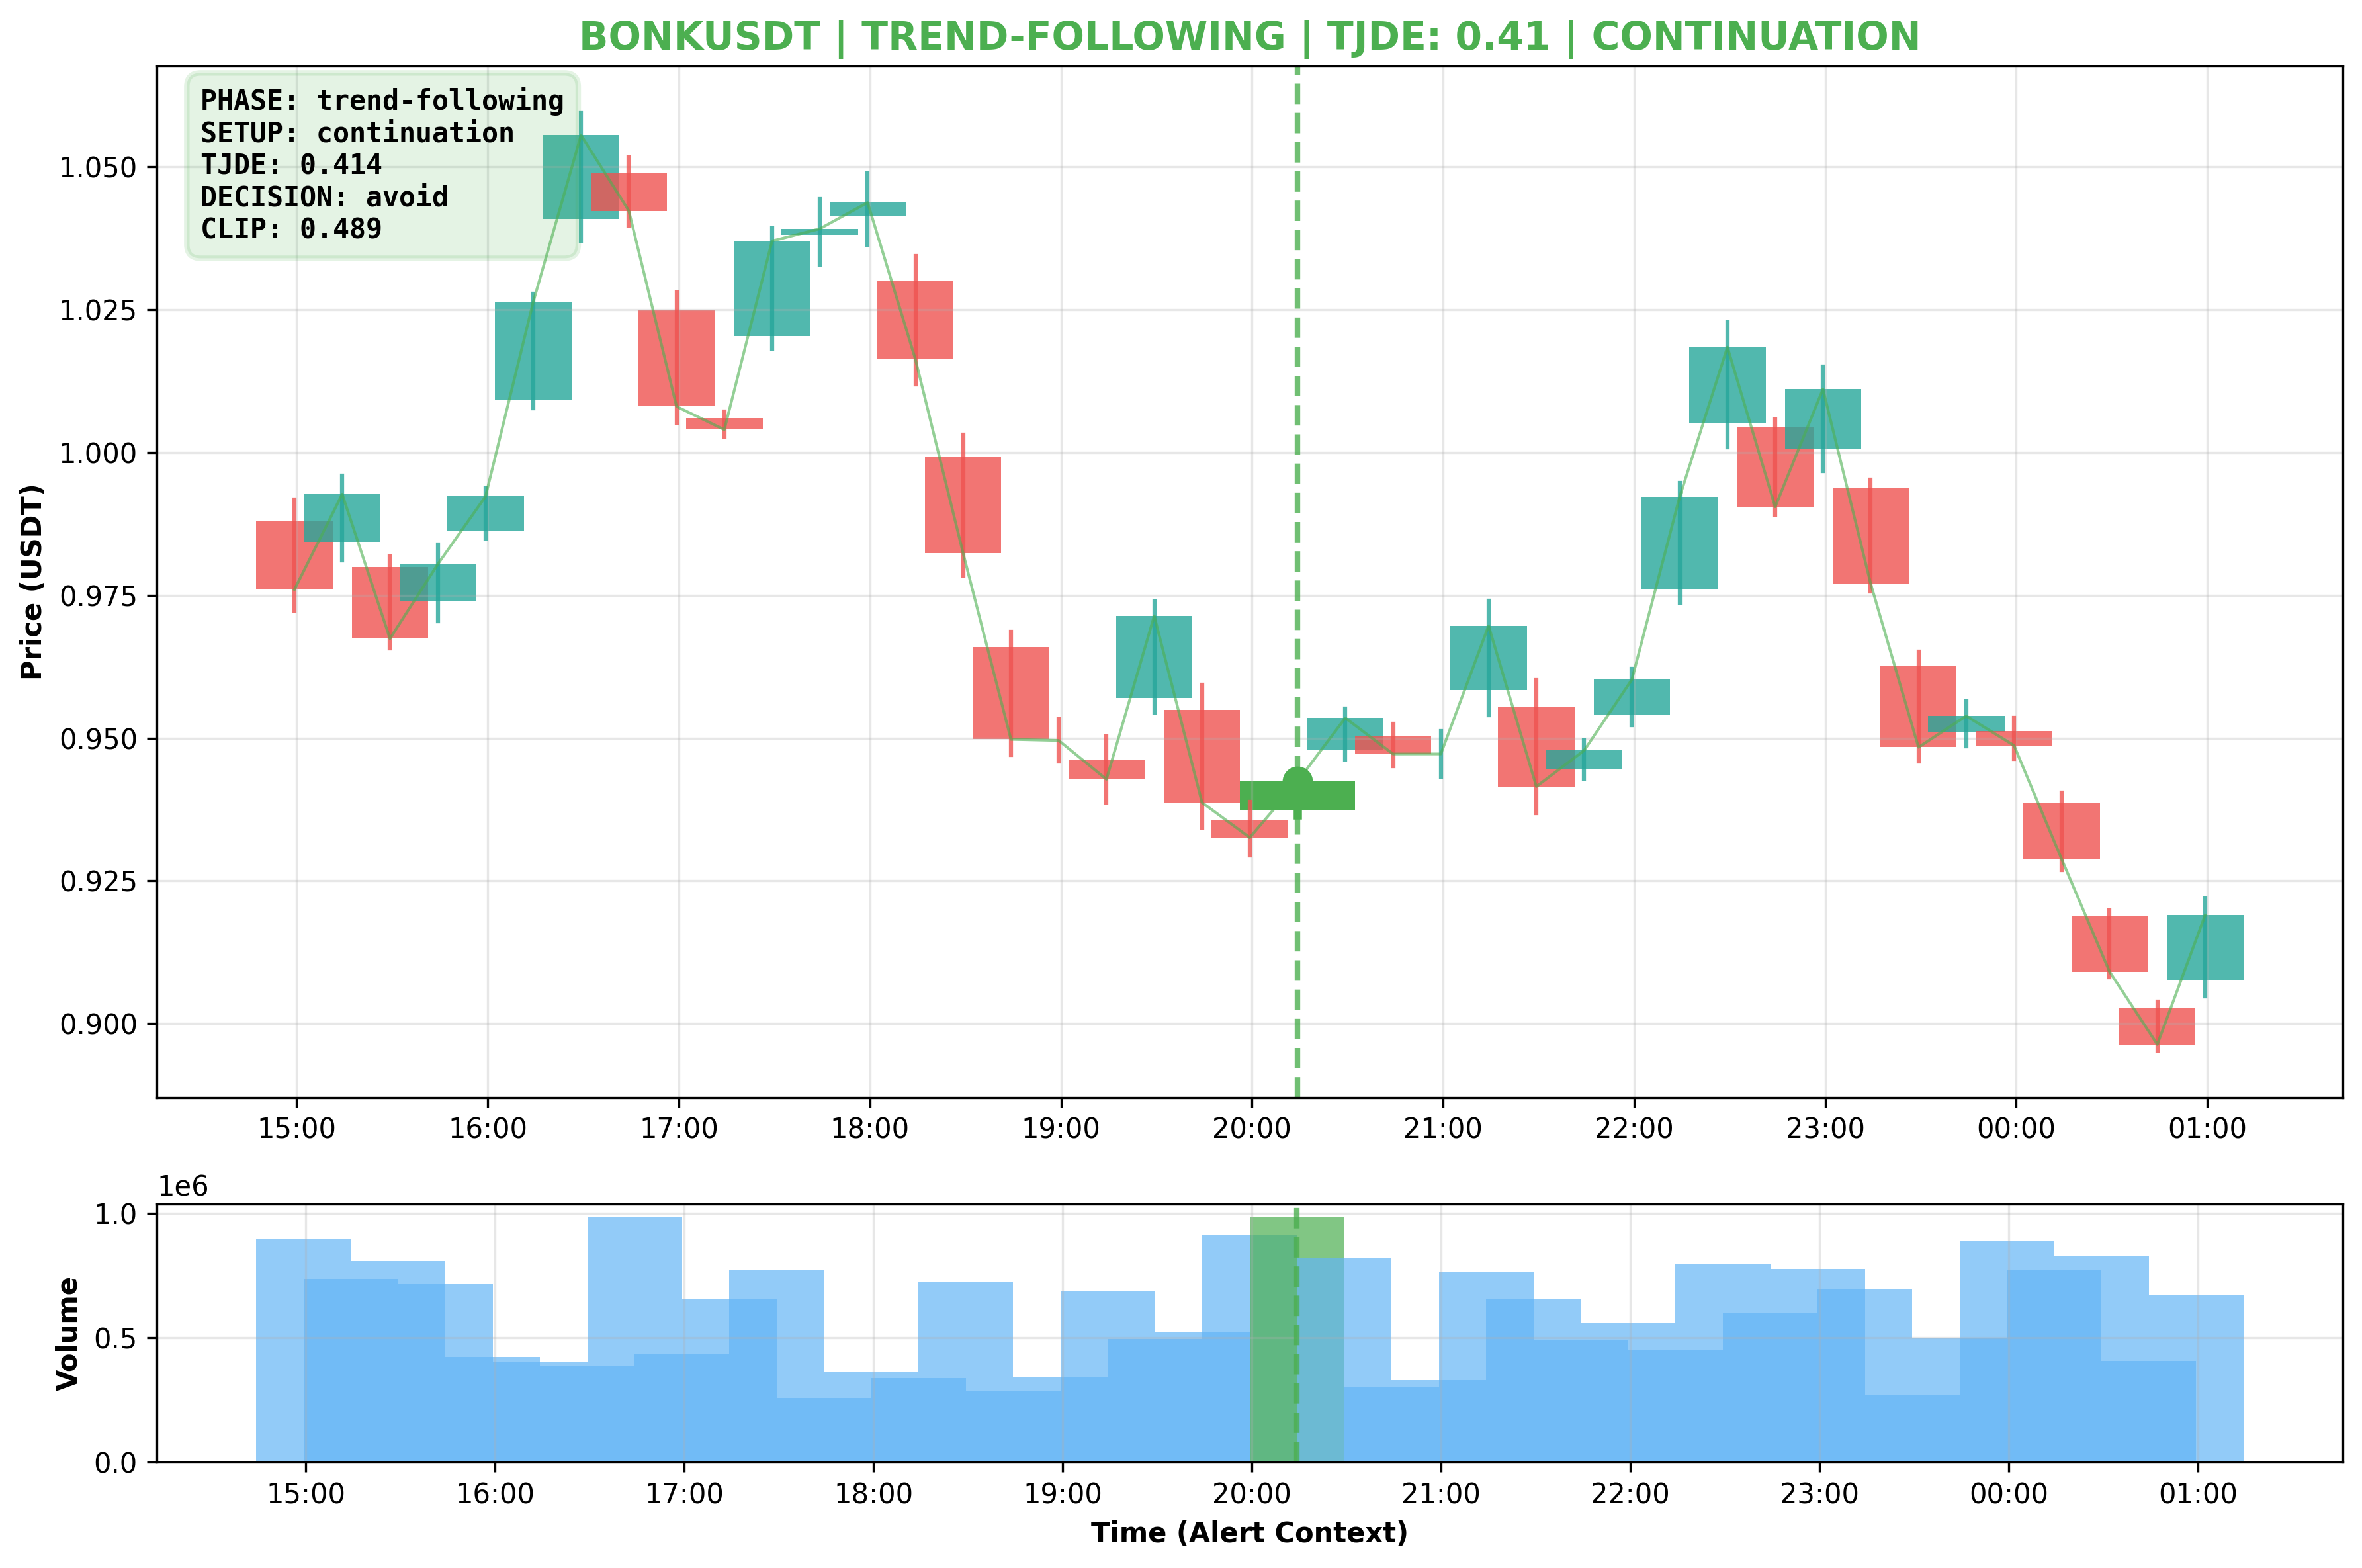 BONKUSDT | TREND-FOLLOWING | TJDE: 0.41 | CONTINUATION
PHASE: trend-following
SETUP: continuation
TJDE: 0.414
DECISION: avoid
CLIP: 0.489
Price (USDT)
1.050
1.025
1.000
0.975
0.950
0.925
0.900
15:00 16:00 17:00 18:00 19:00 20:00 21:00 22:00 23:00 00:00 01:00
1e6
Volume
1.0
0.5
0.0
15:00 16:00 17:00 18:00 19:00 20:00 21:00 22:00 23:00 00:00 01:00
Time (Alert Context)